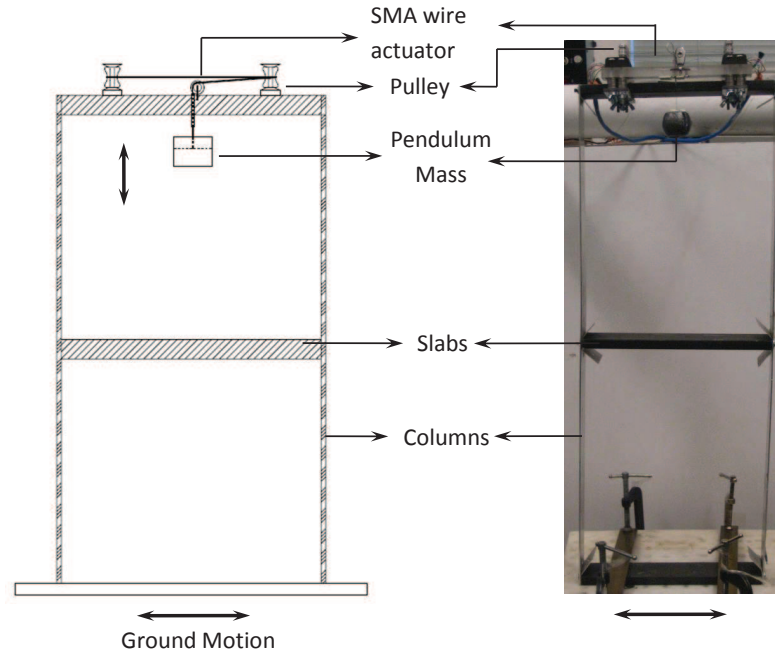 SMA wire
actuator
Pulley
Pendulum
Mass
Slabs
Columns
Ground Motion